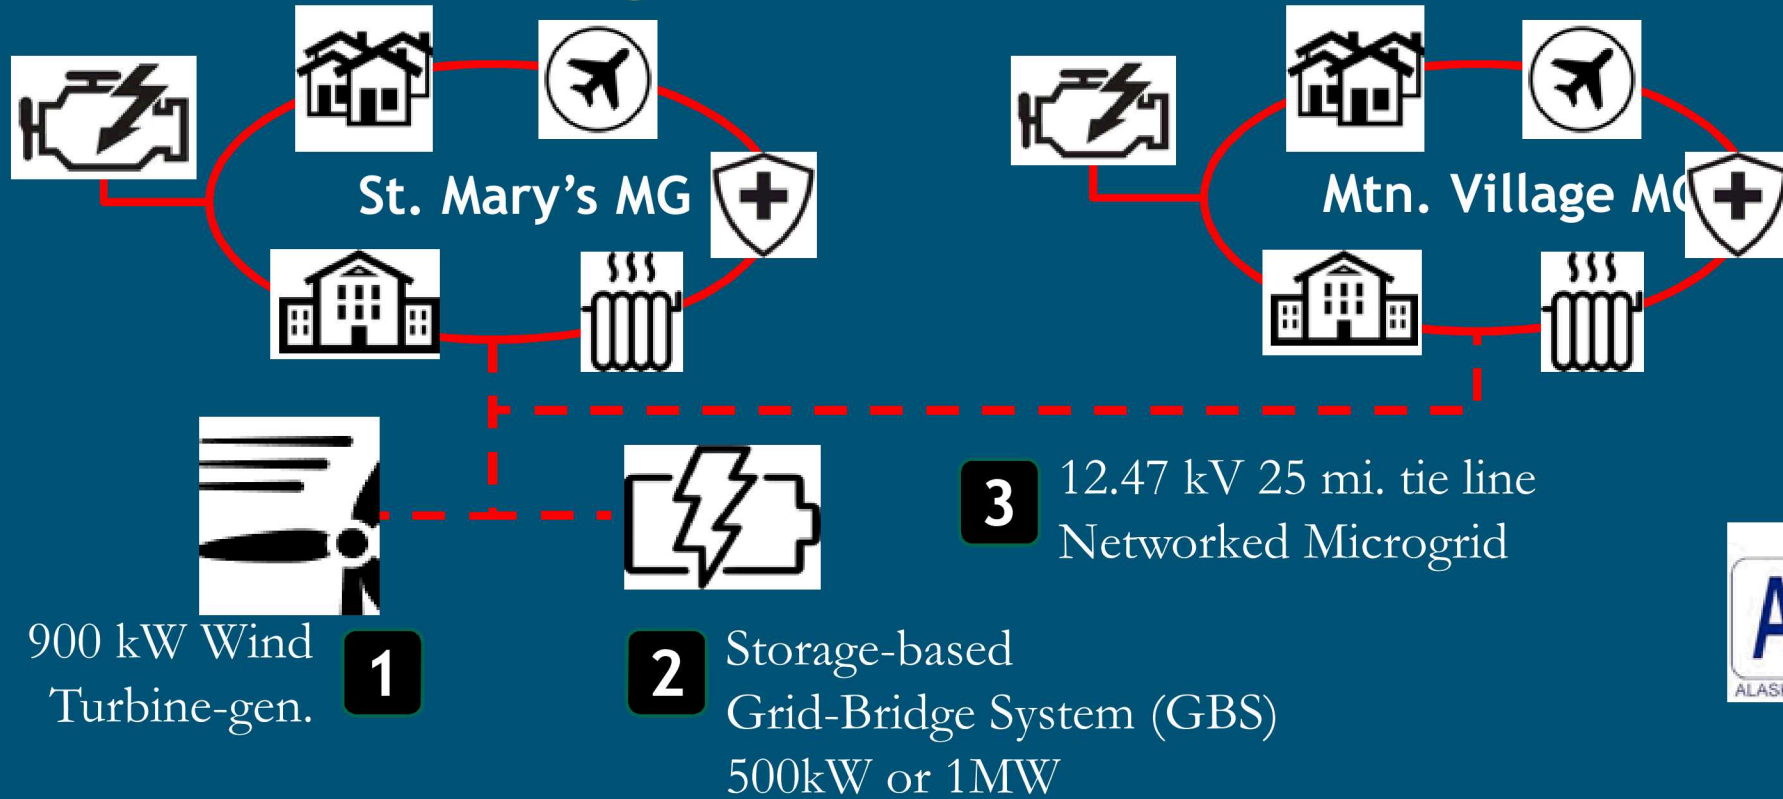 St. Mary's MG
Mtn. Village
3
12.47 kV 25 mi. tie line
Networked Microgrid
900 kW Wind
Turbine-gen.
1
2
Storage-based
Grid-Bridge System (GBS)
500kW or 1MW